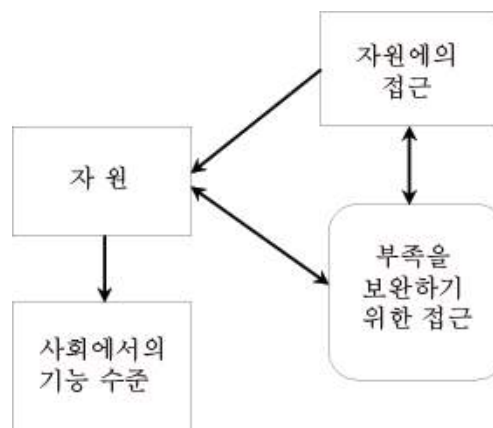 자원에의
접근
자 원
부족을
보완하기
위한 접근
사회에서의
기능 수준